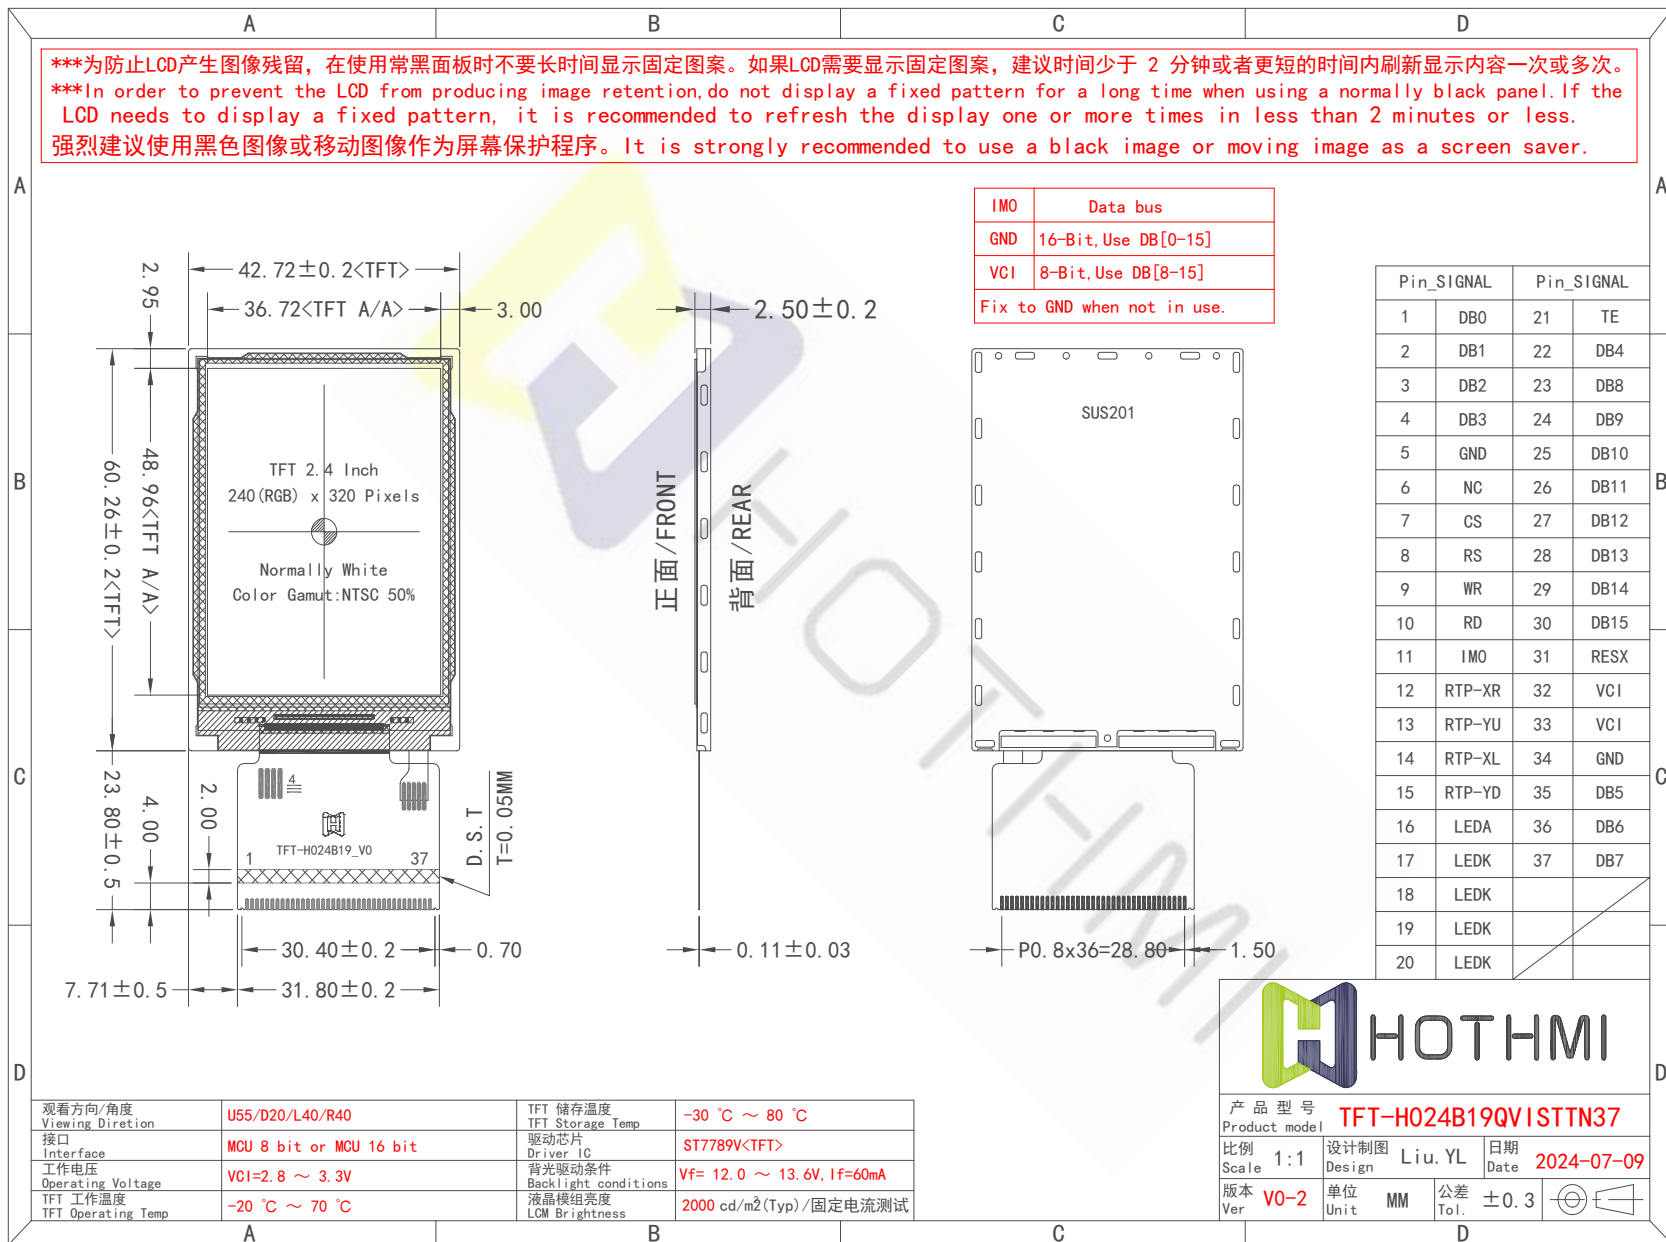 A B C D
***为防止LCD产生图像残留，在使用常黑面板时不要长时间显示固定图案。如果LCD需要显示固定图案，建议时间少于 2 分钟或者更短的时间内刷新显示内容一次或多次。
***In order to prevent the LCD from producing image retention,do not display a fixed pattern for a long time when using a normally black panel.If the
LCD needs to display a fixed pattern, it is recommended to refresh the display one or more times in less than 2 minutes or less.
强烈建议使用黑色图像或移动图像作为屏幕保护程序。It is strongly recommended to use a black image or moving image as a screen saver.
A
B
C
D
A
B
C
D
IM0 Data bus
GND 16-Bit,Use DB[0-15]
VCI 8-Bit,Use DB[8-15]
Fix to GND when not in use.
2.95
42.72±0.2<TFT>
36.72<TFT A/A>
3.00
60.26±0.2<TFT>
48.96<TFT A/A>
TFT 2.4 Inch
240(RGB) x 320 Pixels
Normally White
Color Gamut:NTSC 50%
23.80±0.5
4.00
2.00
4
TFT-H024B19_V0
1 37
D.S.T
T=0.05MM
30.40±0.2
0.70
7.71±0.5
31.80±0.2
2.50±0.2
正面/FRONT
背面/REAR
0.11±0.03
SUS201
P0.8x36=28.80
1.50
HOTHMI
Pin_SIGNAL Pin_SIGNAL
1 DB0 21 TE
2 DB1 22 DB4
3 DB2 23 DB8
4 DB3 24 DB9
5 GND 25 DB10
6 NC 26 DB11
7 CS 27 DB12
8 RS 28 DB13
9 WR 29 DB14
10 RD 30 DB15
11 IM0 31 RESX
12 RTP-XR 32 VCI
13 RTP-YU 33 VCI
14 RTP-XL 34 GND
15 RTP-YD 35 DB5
16 LEDA 36 DB6
17 LEDK 37 DB7
18 LEDK
19 LEDK
20 LEDK
HOTHMI
产品型号
Product model
TFT-H024B19QVISTTN37
比例
Scale
1:1
设计制图
Design
Liu.YL
日期
Date
2024-07-09
版本
Ver
V0-2
单位
Unit
MM
公差
Tol.
±0.3
观看方向/角度
Viewing Diretion
U55/D20/L40/R40
TFT 储存温度
TFT Storage Temp
-30 ℃ ～ 80 ℃
接口
Interface
MCU 8 bit or MCU 16 bit
驱动芯片
Driver IC
ST7789V<TFT>
工作电压
Operating Voltage
VCI=2.8 ～ 3.3V
背光驱动条件
Backlight conditions
Vf= 12.0 ～ 13.6V,If=60mA
TFT 工作温度
TFT Operating Temp
-20 ℃ ～ 70 ℃
液晶模组亮度
LCM Brightness
2000 cd/m²(Typ)/固定电流测试
A B C D